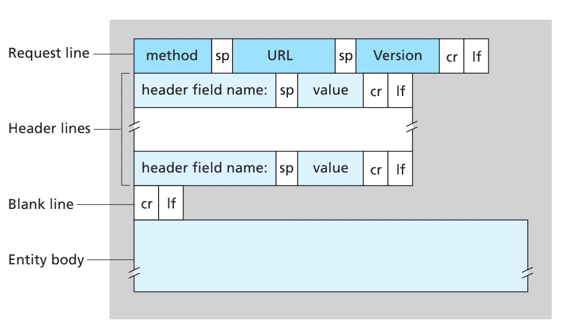 Request line method sp URL sp Version cr lf
header field name: sp value cr lf
Header lines
header field name: sp value cr lf
Blank line cr lf
Entity body